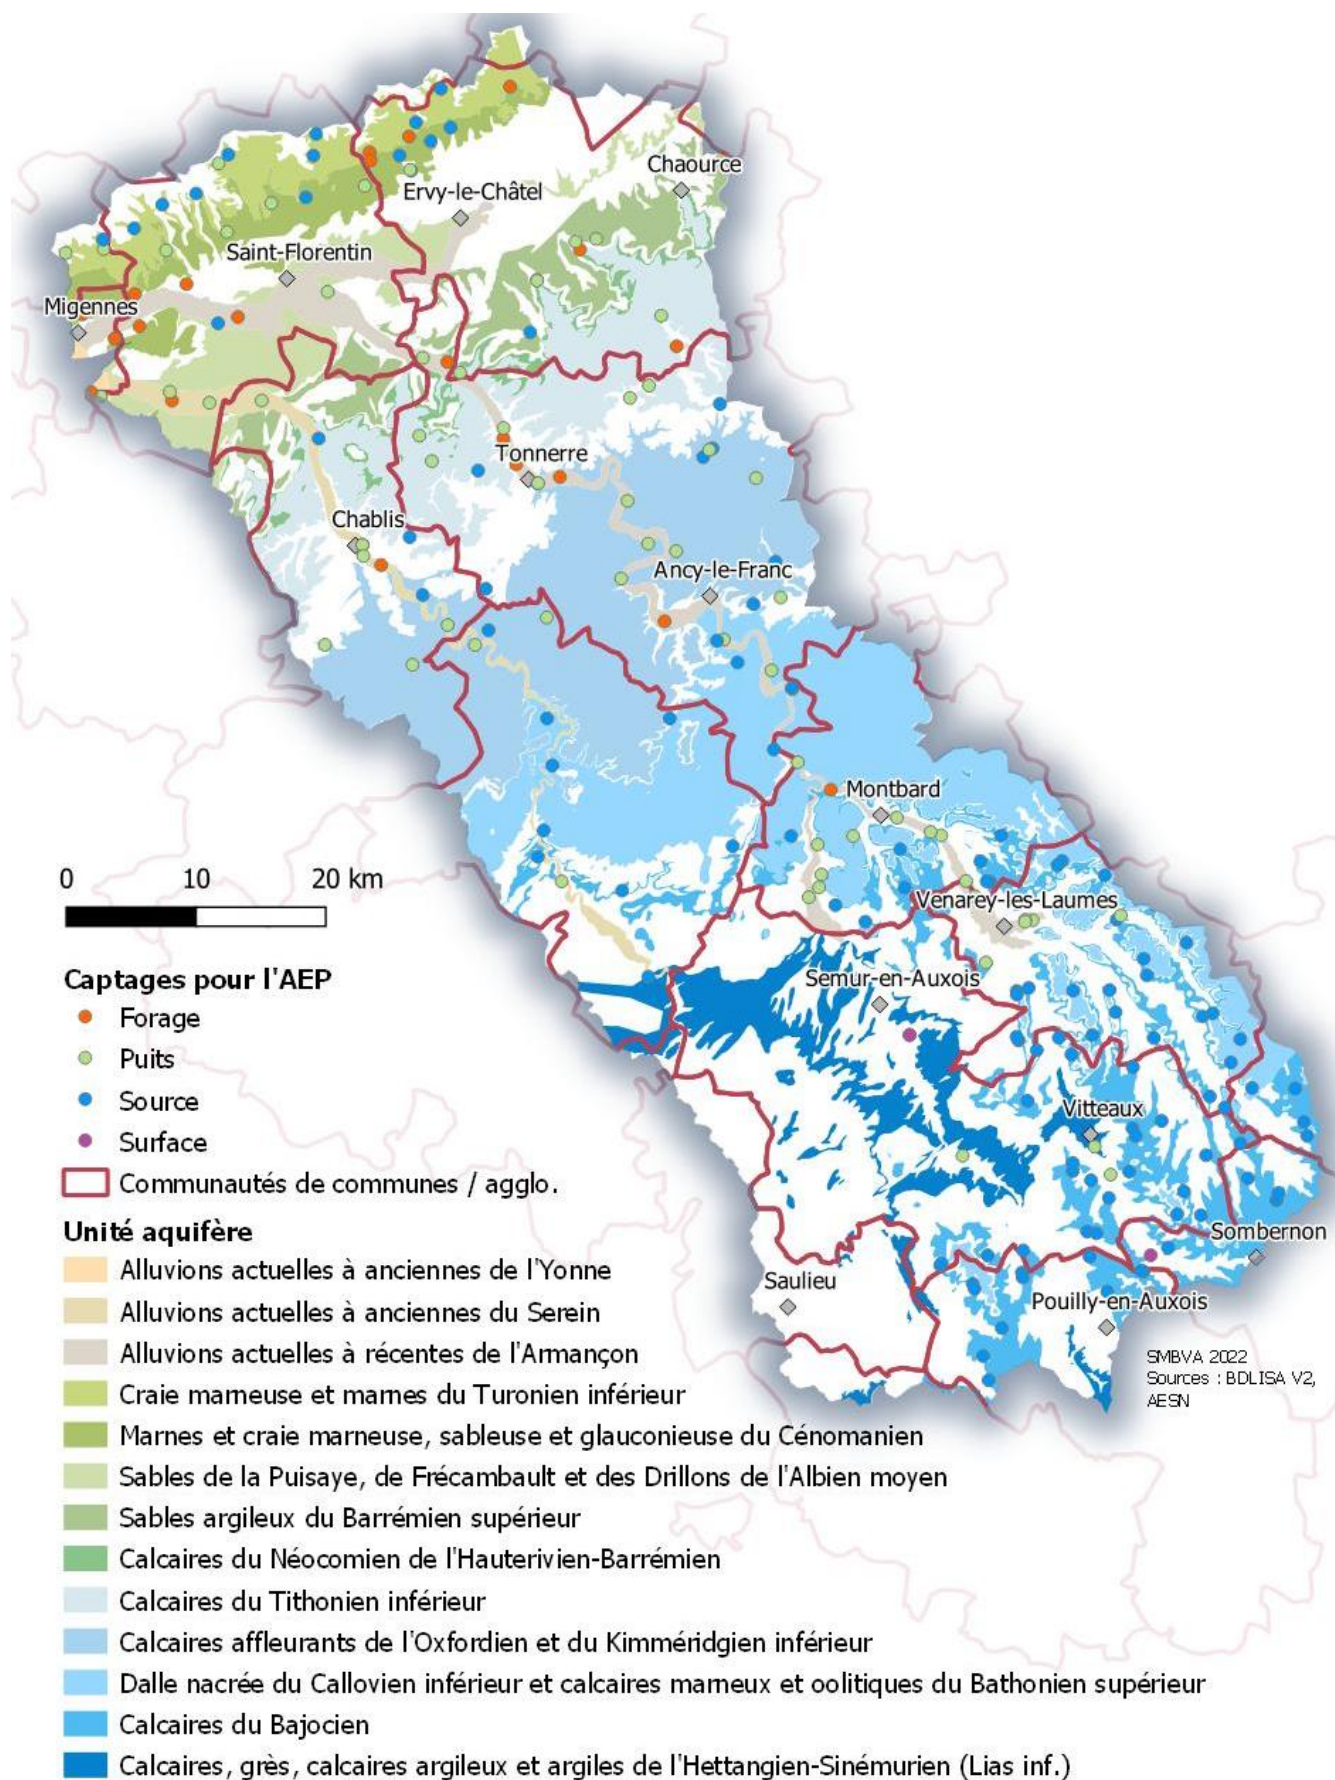 Chaource
Ervy-le-Châtel
Saint-Florentin
Migennes
Tonnerre
Chablis
Ancy-le-Franc
Montbard
Venarey-les-Laumes
Semur-en-Auxois
Vitteaux
Sombernon
Saulieu
Pouilly-en-Auxois
0 10 20 km
Captages pour l'AEP
Forage
Puits
Source
Surface
Communautés de communes / agglo.
Unité aquifère
Alluvions actuelles à anciennes de l'Yonne
Alluvions actuelles à anciennes du Serein
Alluvions actuelles à récentes de l'Armançon
Craie marneuse et marnes du Turonien inférieur
Marnes et craie marneuse, sableuse et glauconieuse du Cénomanien
Sables de la Puisaye, de Frécambault et des Drillons de l'Albien moyen
Sables argileux du Barrémien supérieur
Calcaires du Néocomien de l'Hauterivien-Barrémien
Calcaires du Tithonien inférieur
Calcaires affleurants de l'Oxfordien et du Kimméridgien inférieur
Dalle nacrée du Callovien inférieur et calcaires marneux et oolitiques du Bathonien supérieur
Calcaires du Bajocien
Calcaires, grès, calcaires argileux et argiles de l'Hettangien-Sinémurien (Lias inf.)
SMBVA 2022
Sources : BDLISA V2,
AESN